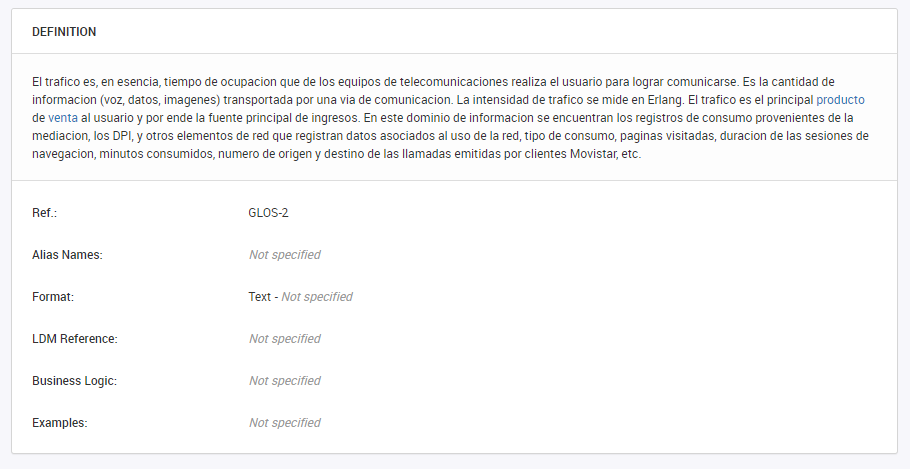 DEFINITION
El trafico es, en esencia, tiempo de ocupacion que de los equipos de telecomunicaciones realiza el usuario para lograr comunicarse. Es la cantidad de
informacion (voz, datos, imagenes) transportada por una via de comunicacion. La intensidad de trafico se mide en Erlang. El trafico es el principal producto
de venta al usuario y por ende la fuente principal de ingresos. En este dominio de informacion se encuentran los registros de consumo provenientes de la
mediacion, los DPI, y otros elementos de red que registran datos asociados al uso de la red, tipo de consumo, paginas visitadas, duracion de las sesiones de
navegacion, minutos consumidos, numero de origen y destino de las llamadas emitidas por clientes Movistar, etc.
Ref.: GLOS-2
Alias Names: Not specified
Format: Text - Not specified
LDM Reference: Not specified
Business Logic: Not specified
Examples: Not specified